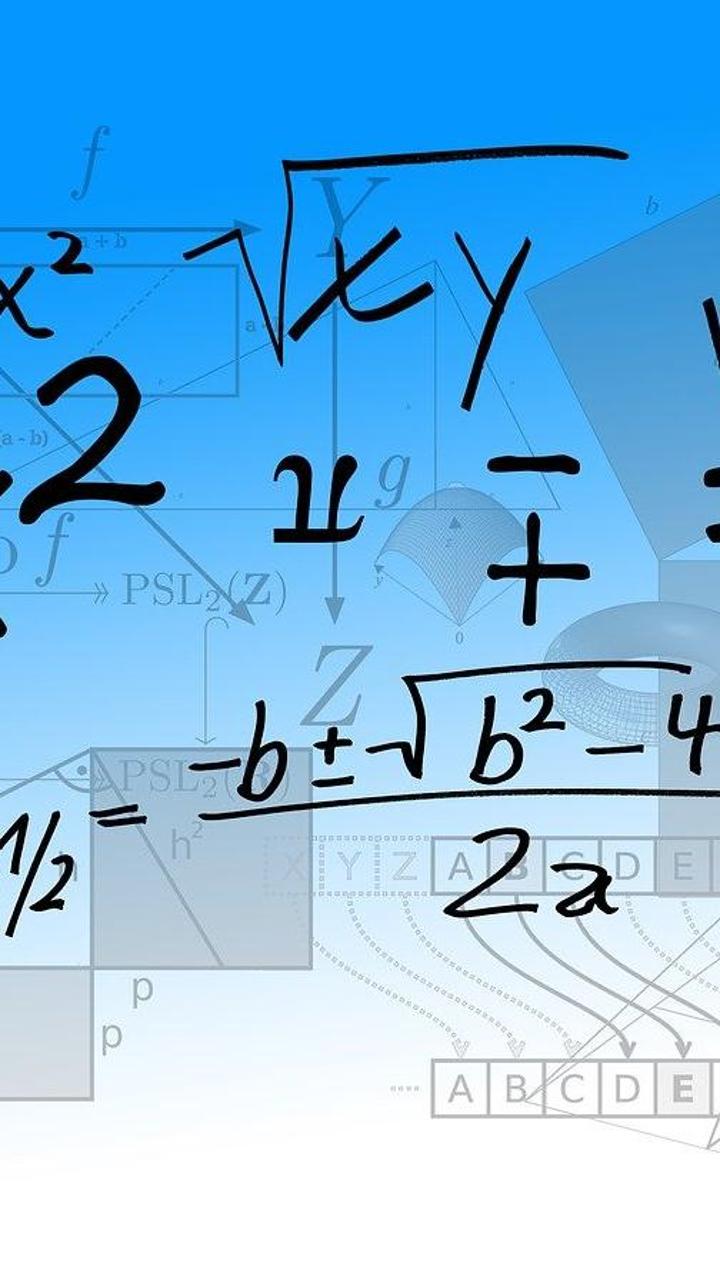 f
a + b
b
Y
x² √xy
a -
(a - b)
2
π g − +
o f
z
y
0
PSL₂(Z)
Z
PSL₂(R)
1/2 = -b ± √b² - 4
2a
h²
h
X Y Z A B C D E
p
p
.... A B C D E